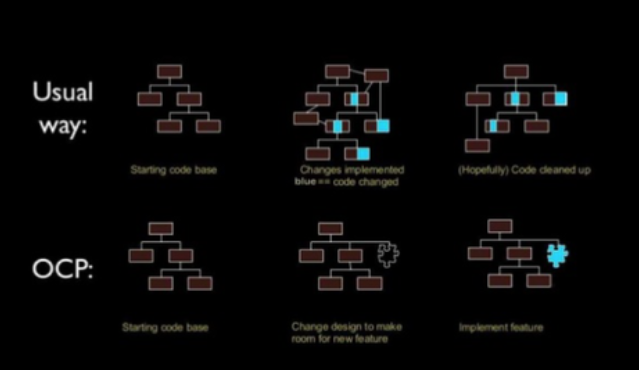 Usual
way:
Starting code base
Changes implemented
blue == code changed
(Hopefully) Code cleaned up
OCP:
Starting code base
Change design to make
room for new feature
Implement feature